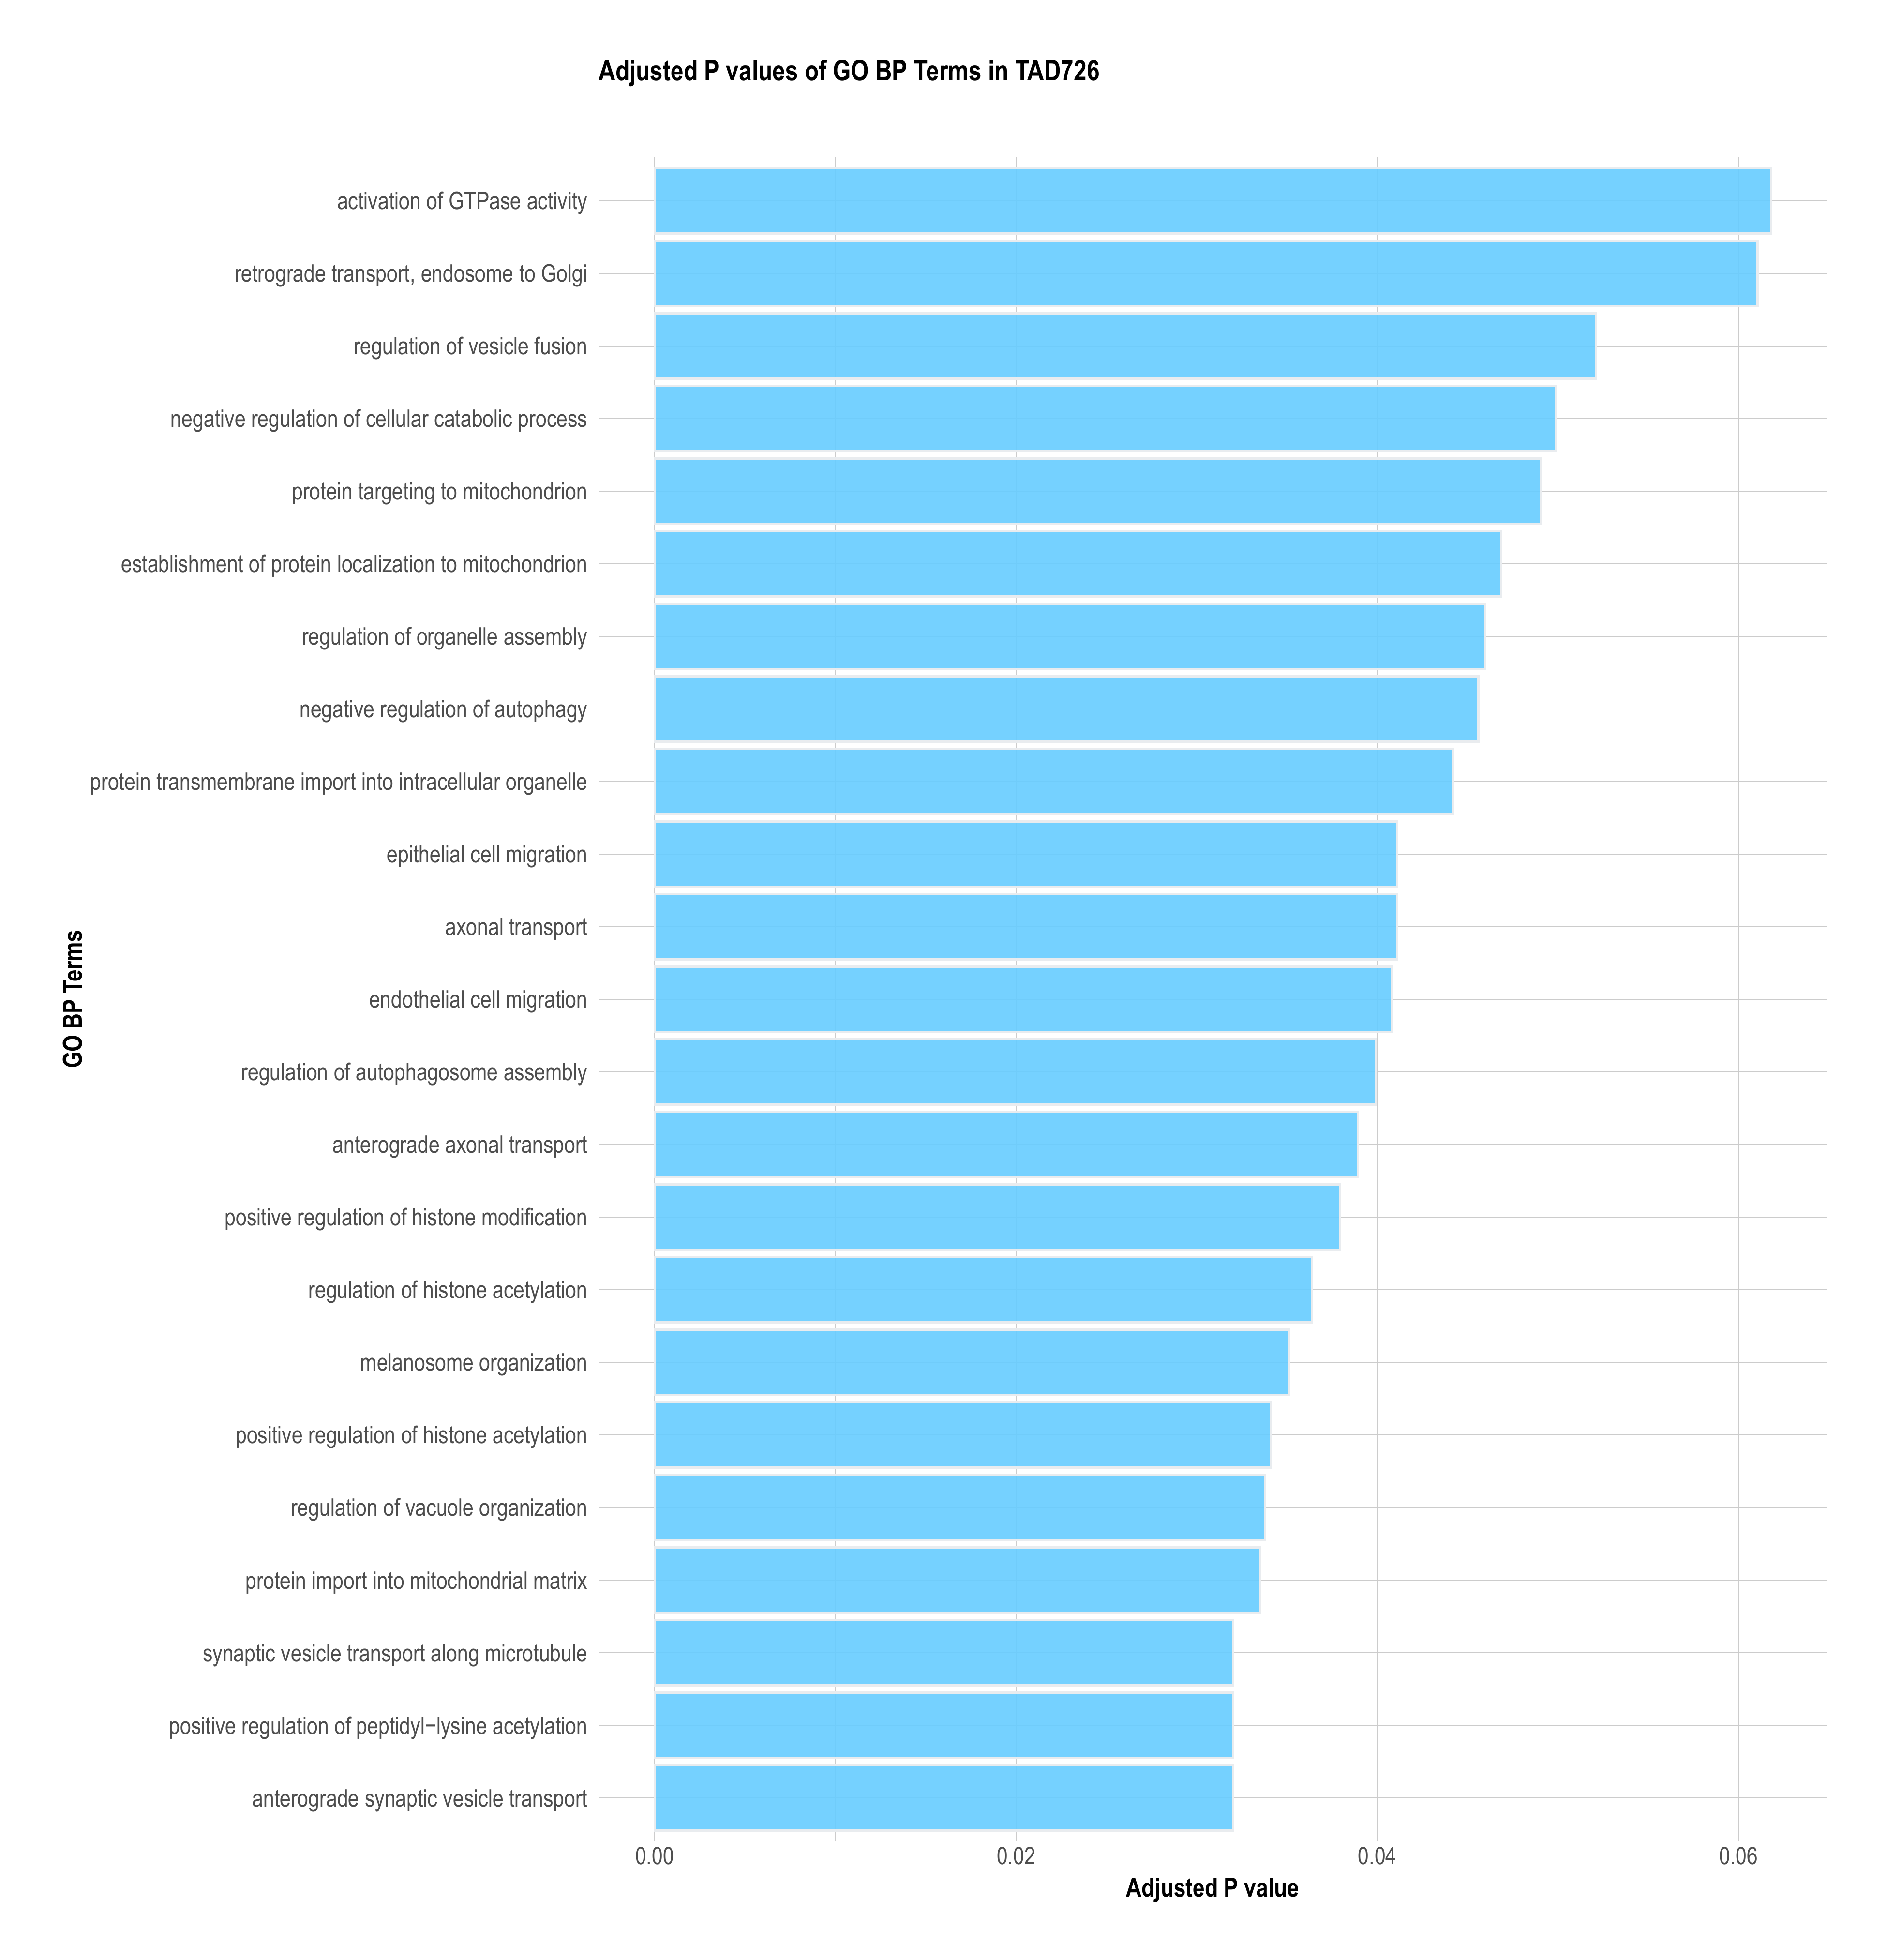 Adjusted P values of GO BP Terms in TAD726
activation of GTPase activity
retrograde transport, endosome to Golgi
regulation of vesicle fusion
negative regulation of cellular catabolic process
protein targeting to mitochondrion
establishment of protein localization to mitochondrion
regulation of organelle assembly
negative regulation of autophagy
protein transmembrane import into intracellular organelle
epithelial cell migration
axonal transport
endothelial cell migration
regulation of autophagosome assembly
anterograde axonal transport
positive regulation of histone modification
regulation of histone acetylation
melanosome organization
positive regulation of histone acetylation
regulation of vacuole organization
protein import into mitochondrial matrix
synaptic vesicle transport along microtubule
positive regulation of peptidyl−lysine acetylation
anterograde synaptic vesicle transport
GO BP Terms
0.00 0.02 0.04 0.06
Adjusted P value